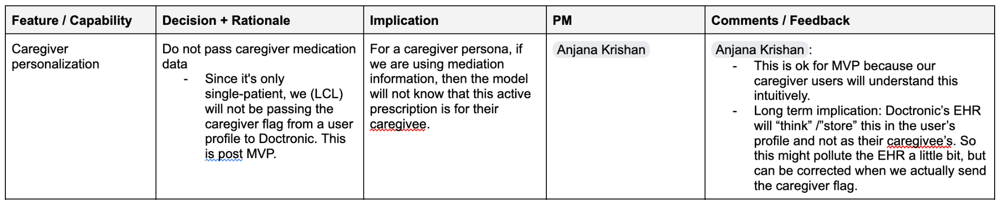 Feature / Capability
Decision + Rationale
Implication
PM
Comments / Feedback
Caregiver
personalization
Do not pass caregiver medication
data
- Since it's only
single-patient, we (LCL)
will not be passing the
caregiver flag from a user
profile to Doctronic. This
is post MVP.
For a caregiver persona, if
we are using mediation
information, then the model
will not know that this active
prescription is for their
caregivee.
Anjana Krishan
Anjana Krishan :
- This is ok for MVP because our
caregiver users will understand this
intuitively.
- Long term implication: Doctronic’s EHR
will “think” /”store” this in the user’s
profile and not as their caregivee’s. So
this might pollute the EHR a little bit, but
can be corrected when we actually send
the caregiver flag.